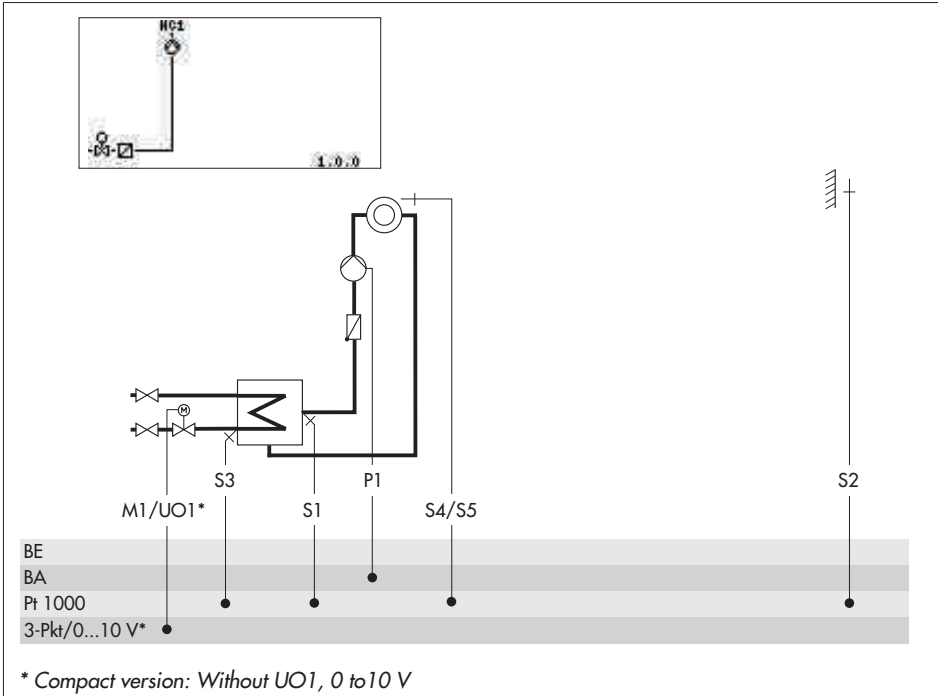 HC1
1.0.0
M
S3
P1
S2
M1/UO1*
S1
S4/S5
BE
BA
Pt 1000
3-Pkt/0...10 V*
* Compact version: Without UO1, 0 to10 V